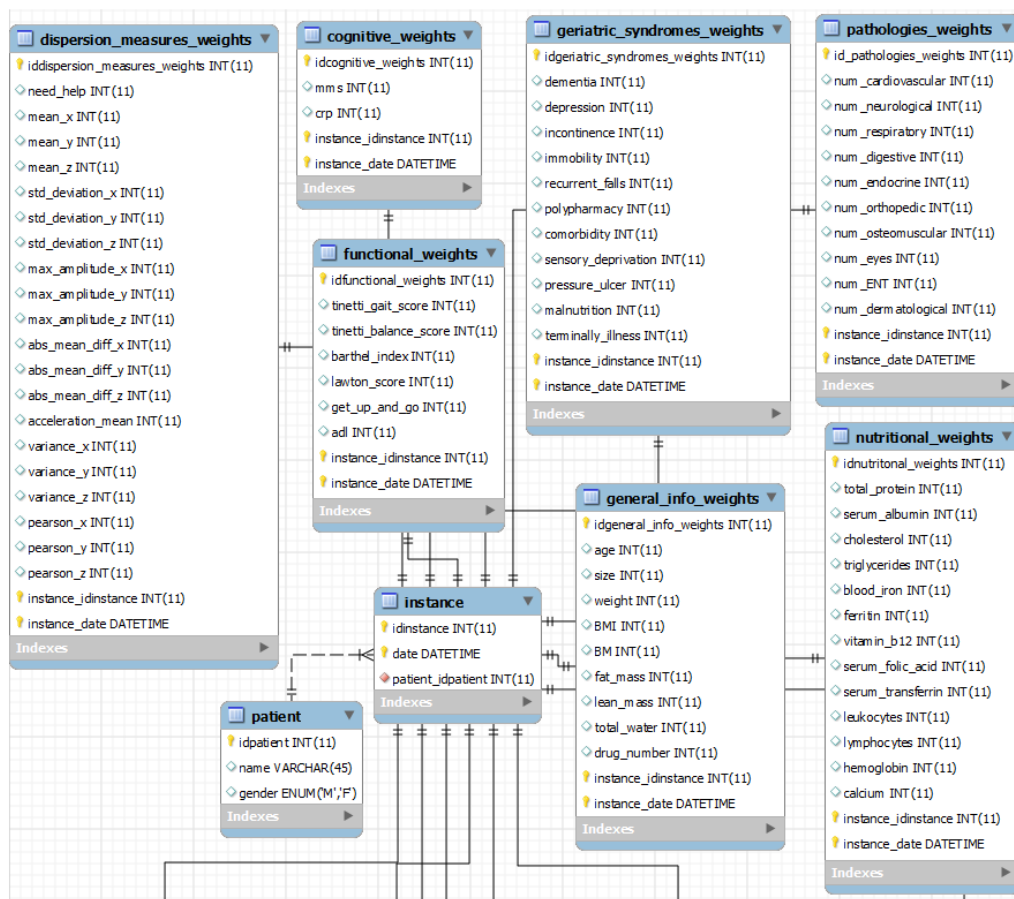 dispersion_measures_weights
iddispersion_measures_weights INT(11)
need_help INT(11)
mean_x INT(11)
mean_y INT(11)
mean_z INT(11)
std_deviation_x INT(11)
std_deviation_y INT(11)
std_deviation_z INT(11)
max_amplitude_x INT(11)
max_amplitude_y INT(11)
max_amplitude_z INT(11)
abs_mean_diff_x INT(11)
abs_mean_diff_y INT(11)
abs_mean_diff_z INT(11)
acceleration_mean INT(11)
variance_x INT(11)
variance_y INT(11)
variance_z INT(11)
pearson_x INT(11)
pearson_y INT(11)
pearson_z INT(11)
instance_idinstance INT(11)
instance_date DATETIME
Indexes
cognitive_weights
idcognitive_weights INT(11)
mms INT(11)
crp INT(11)
instance_idinstance INT(11)
instance_date DATETIME
Indexes
functional_weights
idfunctional_weights INT(11)
tinetti_gait_score INT(11)
tinetti_balance_score INT(11)
barthel_index INT(11)
lawton_score INT(11)
get_up_and_go INT(11)
adl INT(11)
instance_idinstance INT(11)
instance_date DATETIME
Indexes
geriatric_syndromes_weights
idgeriatric_syndromes_weights INT(11)
dementia INT(11)
depression INT(11)
incontinence INT(11)
immobility INT(11)
recurrent_falls INT(11)
polypharmacy INT(11)
comorbidity INT(11)
sensory_deprivation INT(11)
pressure_ulcer INT(11)
malnutrition INT(11)
terminally_illness INT(11)
instance_idinstance INT(11)
instance_date DATETIME
Indexes
pathologies_weights
id_pathologies_weights INT(11)
num_cardiovascular INT(11)
num_neurological INT(11)
num_respiratory INT(11)
num_digestive INT(11)
num_endocrine INT(11)
num_orthopedic INT(11)
num_osteomuscular INT(11)
num_eyes INT(11)
num_ENT INT(11)
num_dermatological INT(11)
instance_idinstance INT(11)
instance_date DATETIME
Indexes
instance
idinstance INT(11)
date DATETIME
patient_idpatient INT(11)
Indexes
patient
idpatient INT(11)
name VARCHAR(45)
gender ENUM('M','F')
Indexes
general_info_weights
idgeneral_info_weights INT(11)
age INT(11)
size INT(11)
weight INT(11)
BMI INT(11)
BM INT(11)
fat_mass INT(11)
lean_mass INT(11)
total_water INT(11)
drug_number INT(11)
instance_idinstance INT(11)
instance_date DATETIME
Indexes
nutritional_weights
idnutritonal_weights INT(11)
total_protein INT(11)
serum_albumin INT(11)
cholesterol INT(11)
triglycerides INT(11)
blood_iron INT(11)
ferritin INT(11)
vitamin_b12 INT(11)
serum_folic_acid INT(11)
serum_transferrin INT(11)
leukocytes INT(11)
lymphocytes INT(11)
hemoglobin INT(11)
calcium INT(11)
instance_idinstance INT(11)
instance_date DATETIME
Indexes